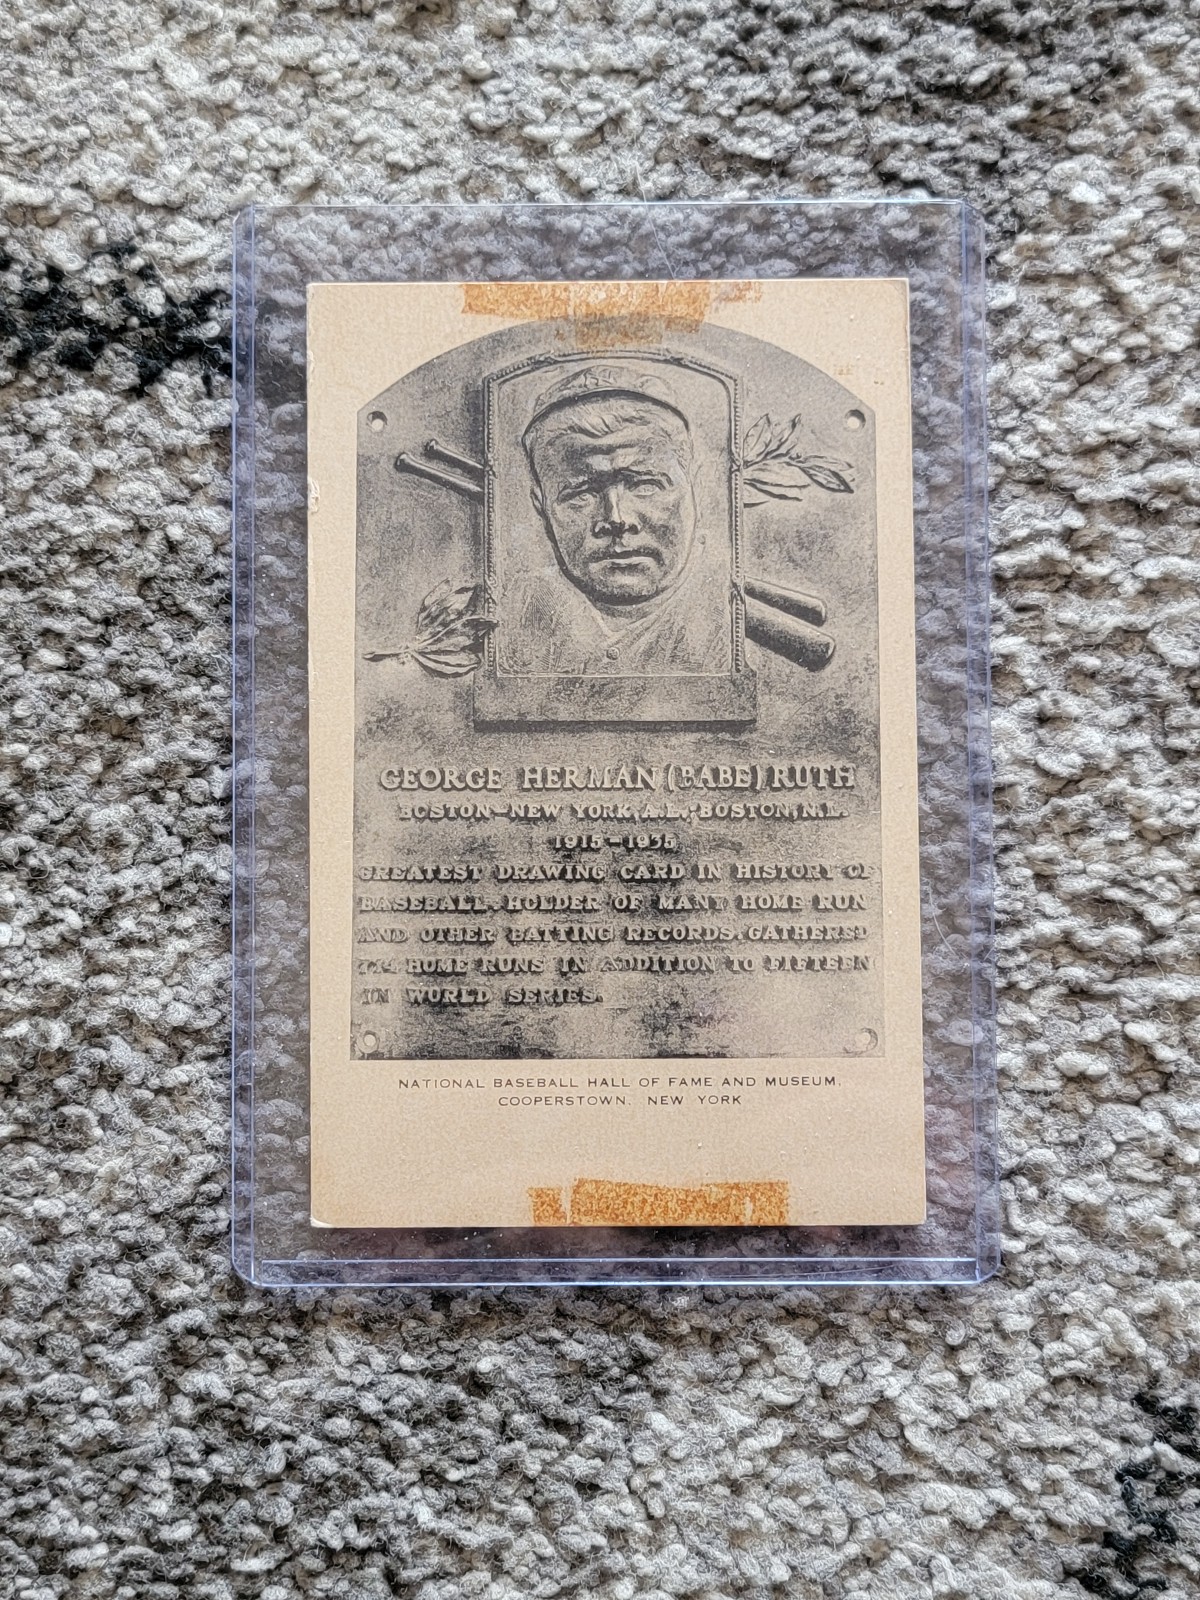 GEORGE HERMAN (BABE) RUTH
BOSTON-NEW YORK, A.L.; BOSTON, N.L.
1915-1935
GREATEST DRAWING CARD IN HISTORY OF
BASEBALL. HOLDER OF MANY HOME RUN
AND OTHER BATTING RECORDS. GATHERED
714 HOME RUNS IN ADDITION TO FIFTEEN
IN WORLD SERIES.
NATIONAL BASEBALL HALL OF FAME AND MUSEUM,
COOPERSTOWN, NEW YORK